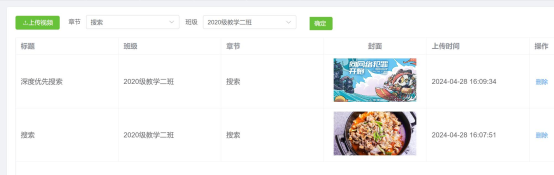 上传视频 章节 搜索 班级 2020级教学二班 确定
标题 班级 章节 封面 上传时间 操作
深度优先搜索 2020级教学二班 搜索 2024-04-28 16:09:34 删除
搜索 2020级教学二班 搜索 2024-04-28 16:07:51 删除